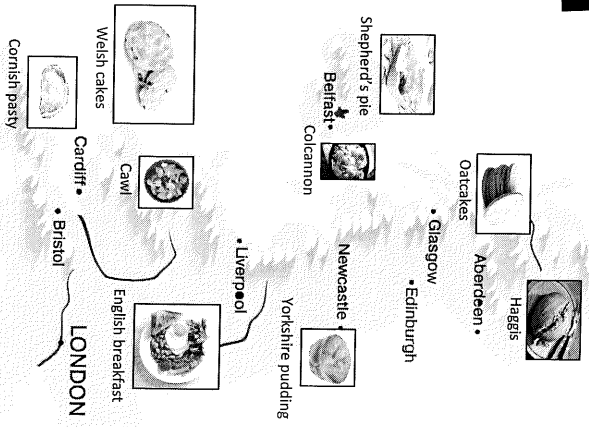 Haggis
Oatcakes
Aberdeen
Glasgow
Edinburgh
Shepherd's pie
Belfast
Colcannon
Newcastle
Yorkshire pudding
Liverpool
Welsh cakes
Cawl
English breakfast
Cornish pasty
Cardiff
Bristol
LONDON